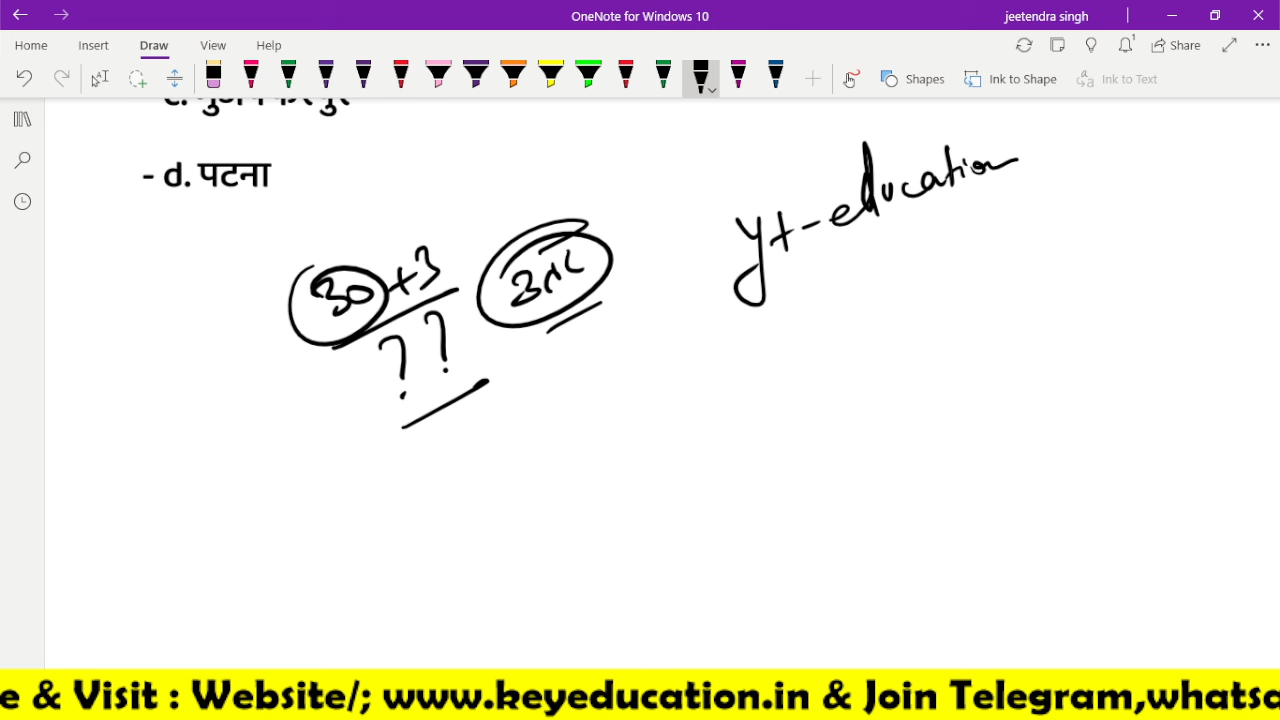 OneNote for Windows 10
jeetendra singh
Home Insert Draw View Help
Share
Shapes Ink to Shape Ink to Text
- d. पटना
30 +3
? ?
yt-education
e & Visit : Website/; www.keyeducation.in & Join Telegram,whatsa